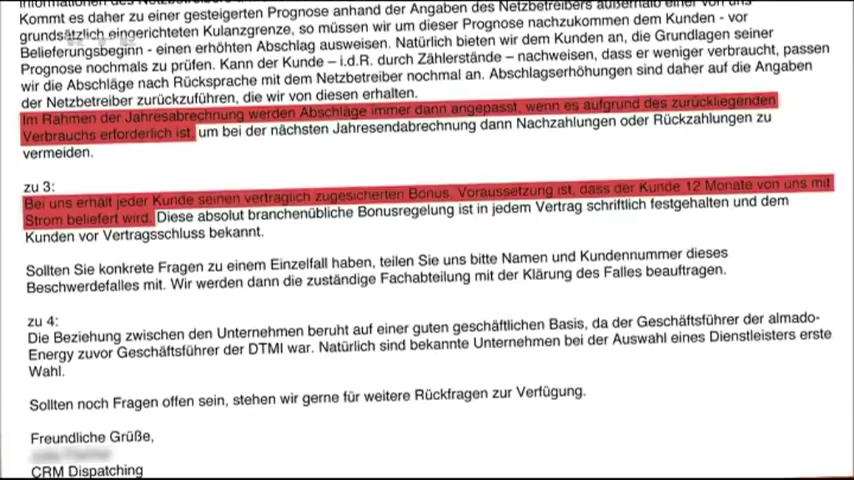 Informationen des Netzbetreibers
Kommt es daher zu einer gesteigerten Prognose anhand der Angaben des Netzbetreibers außerhalb einer von uns
grundsätzlich eingerichteten Kulanzgrenze, so müssen wir um dieser Prognose nachzukommen dem Kunden - vor
Belieferungsbeginn - einen erhöhten Abschlag ausweisen. Natürlich bieten wir dem Kunden an, die Grundlagen seiner
Prognose nochmals zu prüfen. Kann der Kunde – i.d.R. durch Zählerstände – nachweisen, dass er weniger verbraucht, passen
wir die Abschläge nach Rücksprache mit dem Netzbetreiber nochmal an. Abschlagserhöhungen sind daher auf die Angaben
der Netzbetreiber zurückzuführen, die wir von diesen erhalten.
Im Rahmen der Jahresabrechnung werden Abschläge immer dann angepasst, wenn es aufgrund des zurückliegenden
Verbrauchs erforderlich ist, um bei der nächsten Jahresendabrechnung dann Nachzahlungen oder Rückzahlungen zu
vermeiden.
zu 3:
Bei uns erhält jeder Kunde seinen vertraglich zugesicherten Bonus. Voraussetzung ist, dass der Kunde 12 Monate von uns mit
Strom beliefert wird. Diese absolut branchenübliche Bonusregelung ist in jedem Vertrag schriftlich festgehalten und dem
Kunden vor Vertragsschluss bekannt.
Sollten Sie konkrete Fragen zu einem Einzelfall haben, teilen Sie uns bitte Namen und Kundennummer dieses
Beschwerdefalles mit. Wir werden dann die zuständige Fachabteilung mit der Klärung des Falles beauftragen.
zu 4:
Die Beziehung zwischen den Unternehmen beruht auf einer guten geschäftlichen Basis, da der Geschäftsführer der almado-
Energy zuvor Geschäftsführer der DTMI war. Natürlich sind bekannte Unternehmen bei der Auswahl eines Dienstleisters erste
Wahl.
Sollten noch Fragen offen sein, stehen wir gerne für weitere Rückfragen zur Verfügung.
Freundliche Grüße,
CRM Dispatching